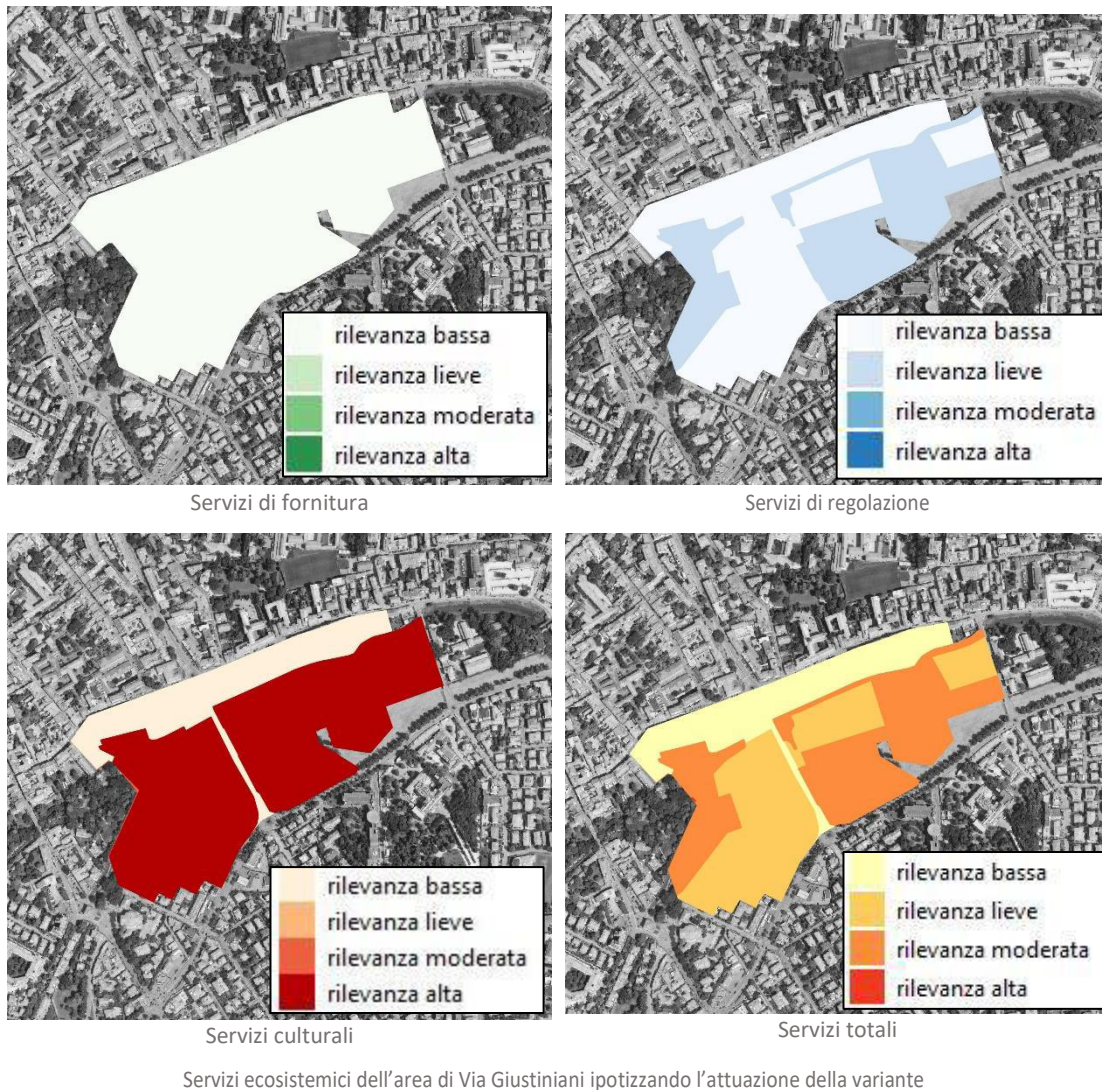 rilevanza bassa
rilevanza lieve
rilevanza moderata
rilevanza alta
Servizi di fornitura
rilevanza bassa
rilevanza lieve
rilevanza moderata
rilevanza alta
Servizi di regolazione
rilevanza bassa
rilevanza lieve
rilevanza moderata
rilevanza alta
Servizi culturali
rilevanza bassa
rilevanza lieve
rilevanza moderata
rilevanza alta
Servizi totali
Servizi ecosistemici dell’area di Via Giustiniani ipotizzando l’attuazione della variante